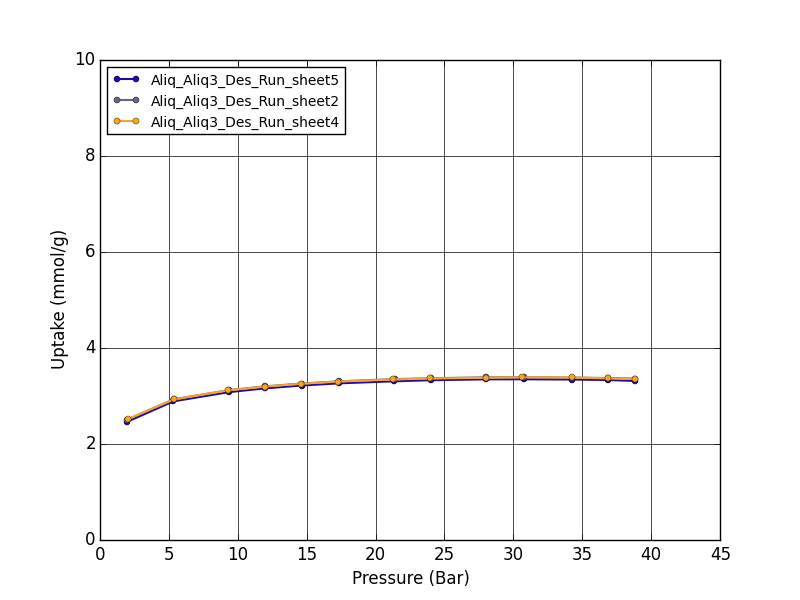 10
8
6
4
2
0
Uptake (mmol/g)
Aliq_Aliq3_Des_Run_sheet5
Aliq_Aliq3_Des_Run_sheet2
Aliq_Aliq3_Des_Run_sheet4
0 5 10 15 20 25 30 35 40 45
Pressure (Bar)